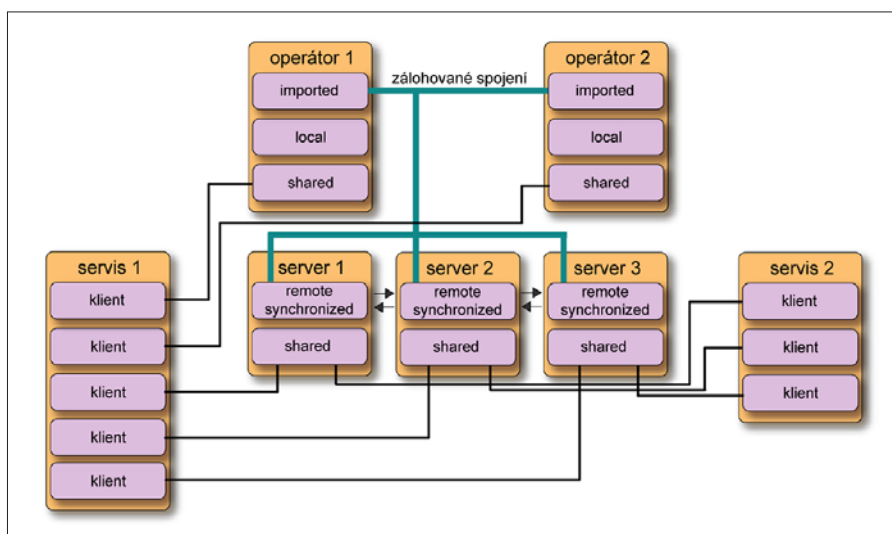 operátor 1
imported
local
shared
zálohované spojení
operátor 2
imported
local
shared
servis 1
klient
klient
klient
klient
klient
server 1
remote
synchronized
shared
server 2
remote
synchronized
shared
server 3
remote
synchronized
shared
servis 2
klient
klient
klient